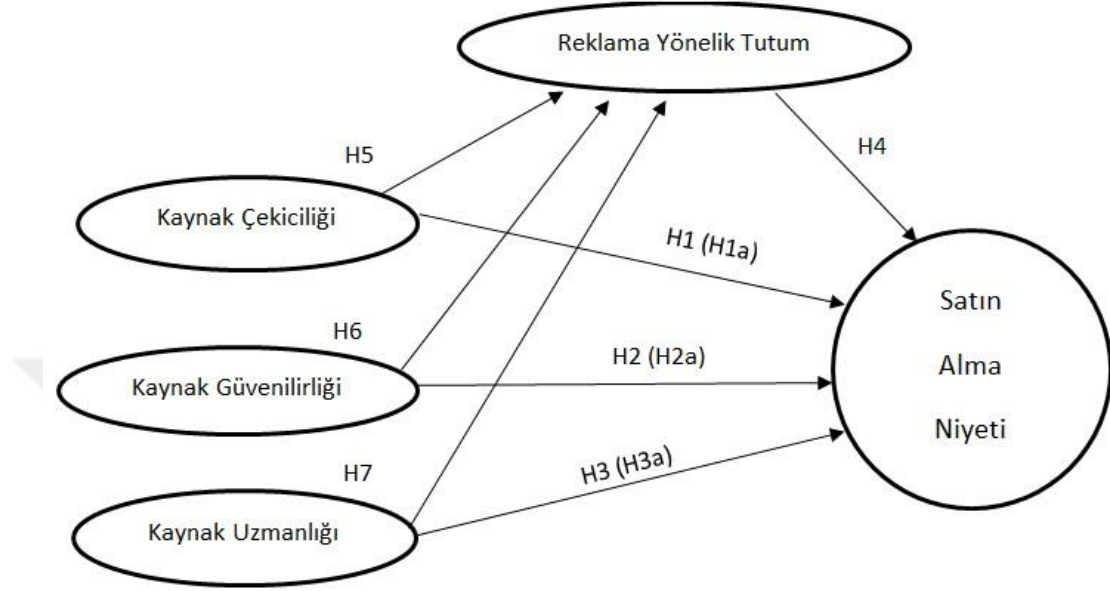 Reklama Yönelik Tutum
H5
H4
Kaynak Çekiciliği
H1 (H1a)
Satın
Alma
Niyeti
H6
H2 (H2a)
Kaynak Güvenilirliği
H7
H3 (H3a)
Kaynak Uzmanlığı